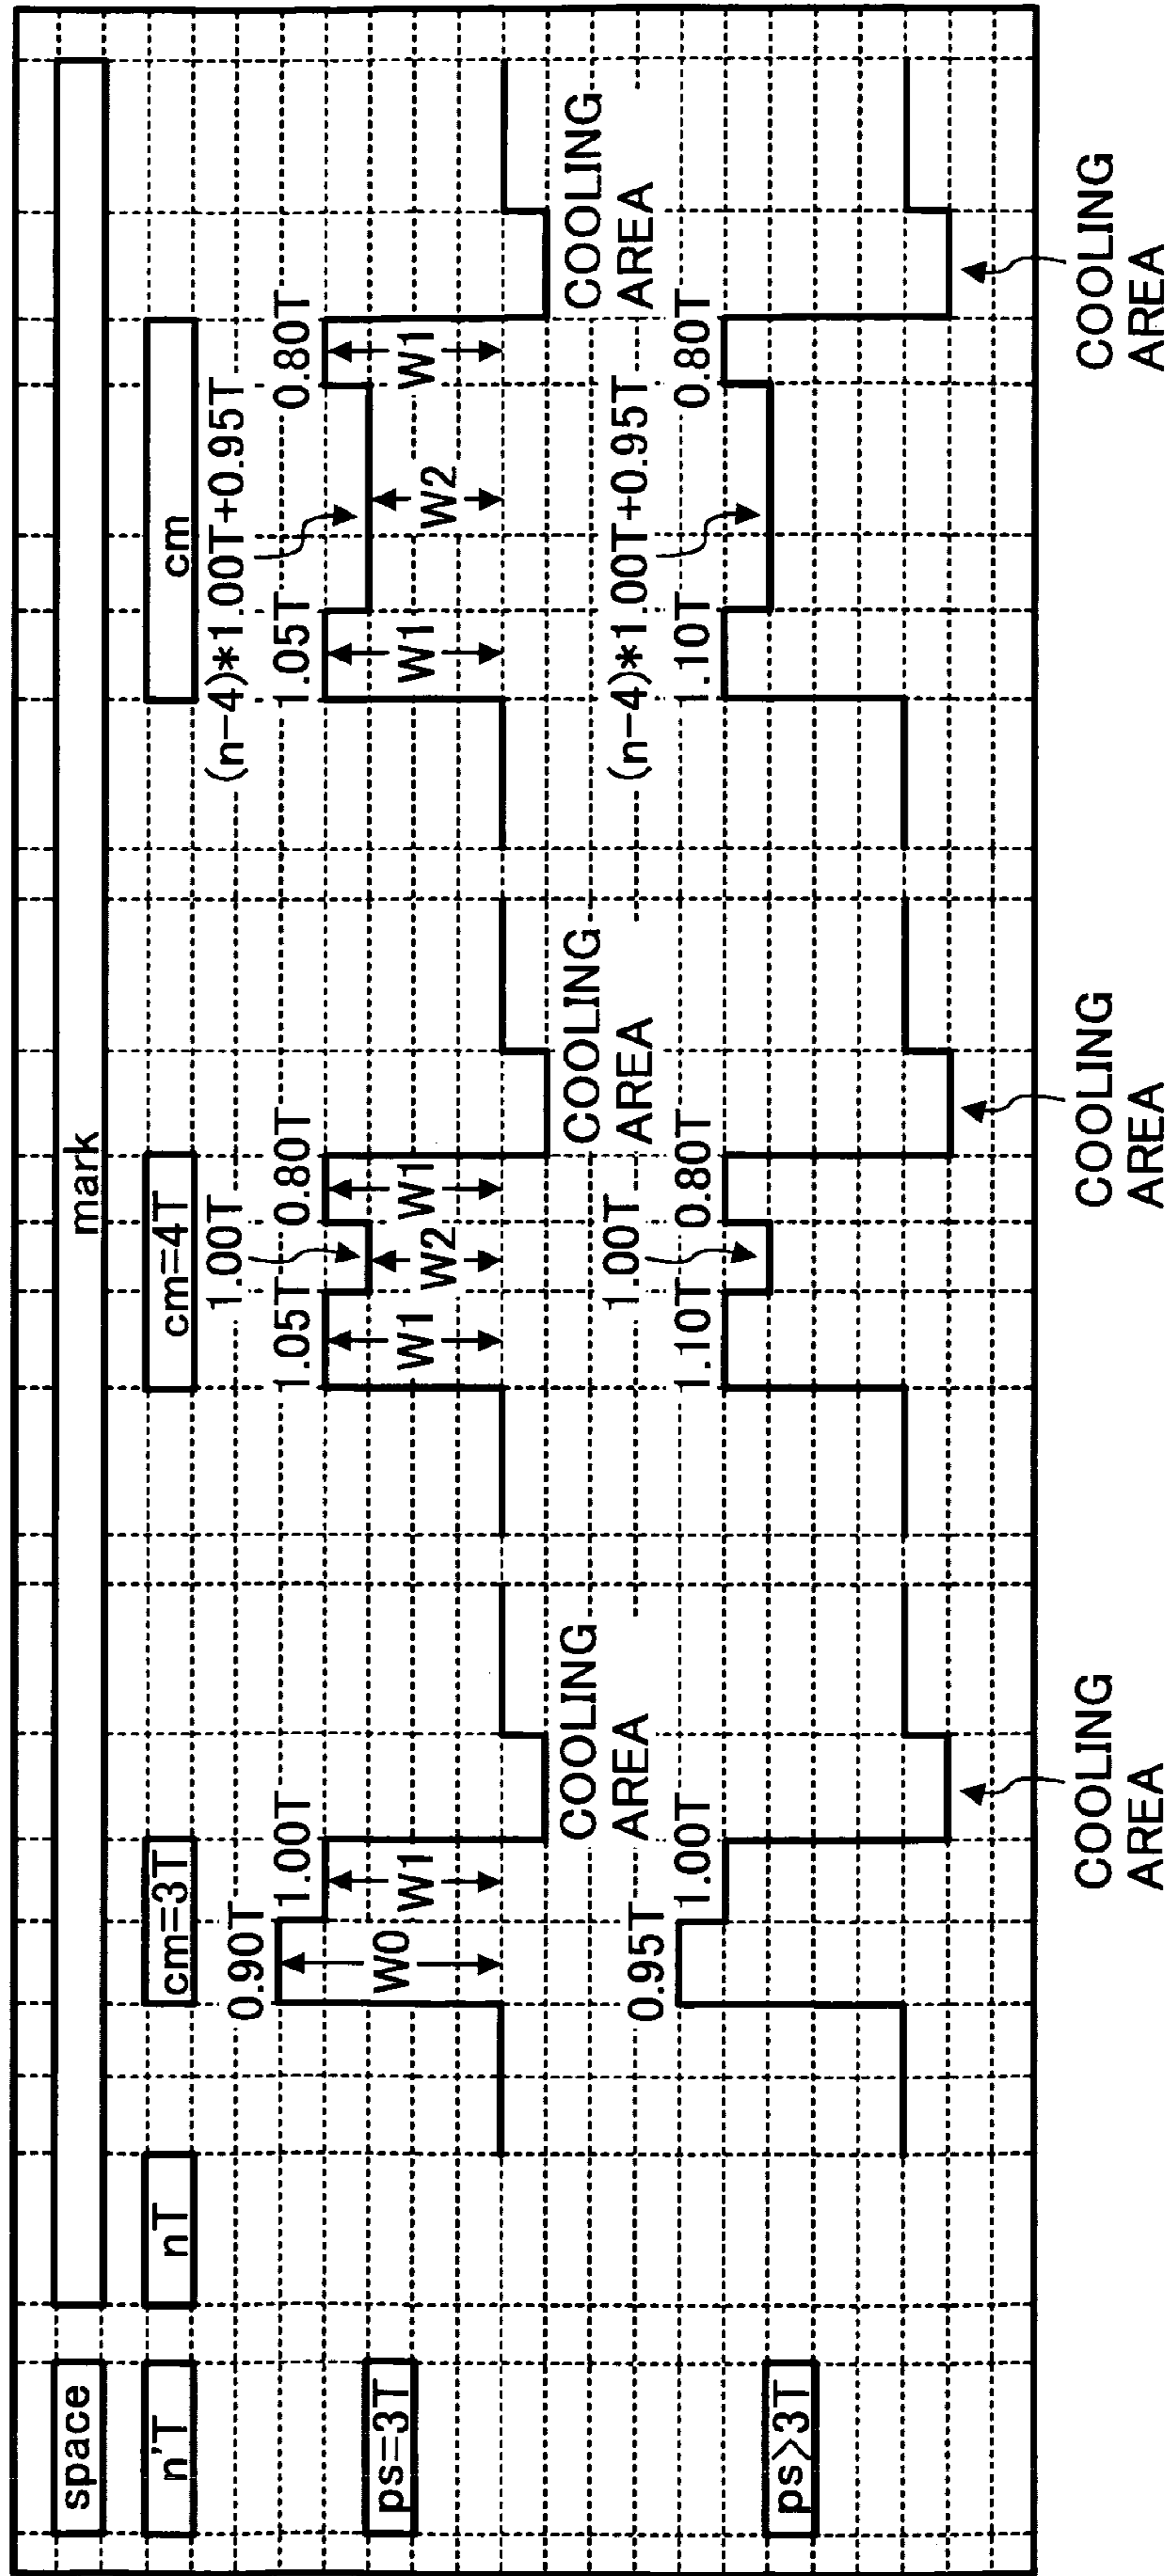 space
mark
n'T
nT
cm=3T
cm=4T
cm
ps=3T
0.90T
1.00T
W0
W1
COOLING
AREA
1.05T
1.00T
0.80T
W1
W2
W1
COOLING
AREA
(n-4)*1.00T+0.95T
1.05T
0.80T
W1
W2
W1
COOLING
AREA
ps>3T
0.95T
1.00T
COOLING
AREA
1.10T
1.00T
0.80T
COOLING
AREA
(n-4)*1.00T+0.95T
1.10T
0.80T
COOLING
AREA